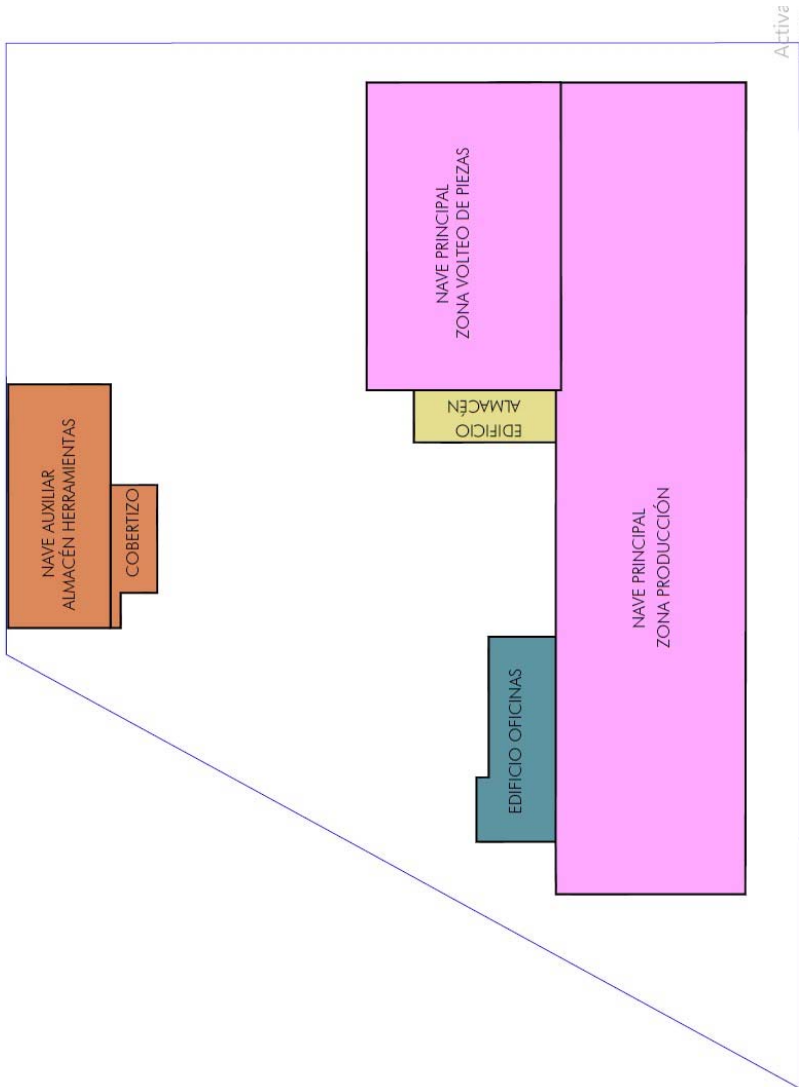 Activa
NAVE PRINCIPAL
ZONA VOLTEO DE PIEZAS
EDIFICIO
ALMACÉN
NAVE AUXILIAR
ALMACÉN HERRAMIENTAS
COBERTIZO
NAVE PRINCIPAL
ZONA PRODUCCIÓN
EDIFICIO OFICINAS